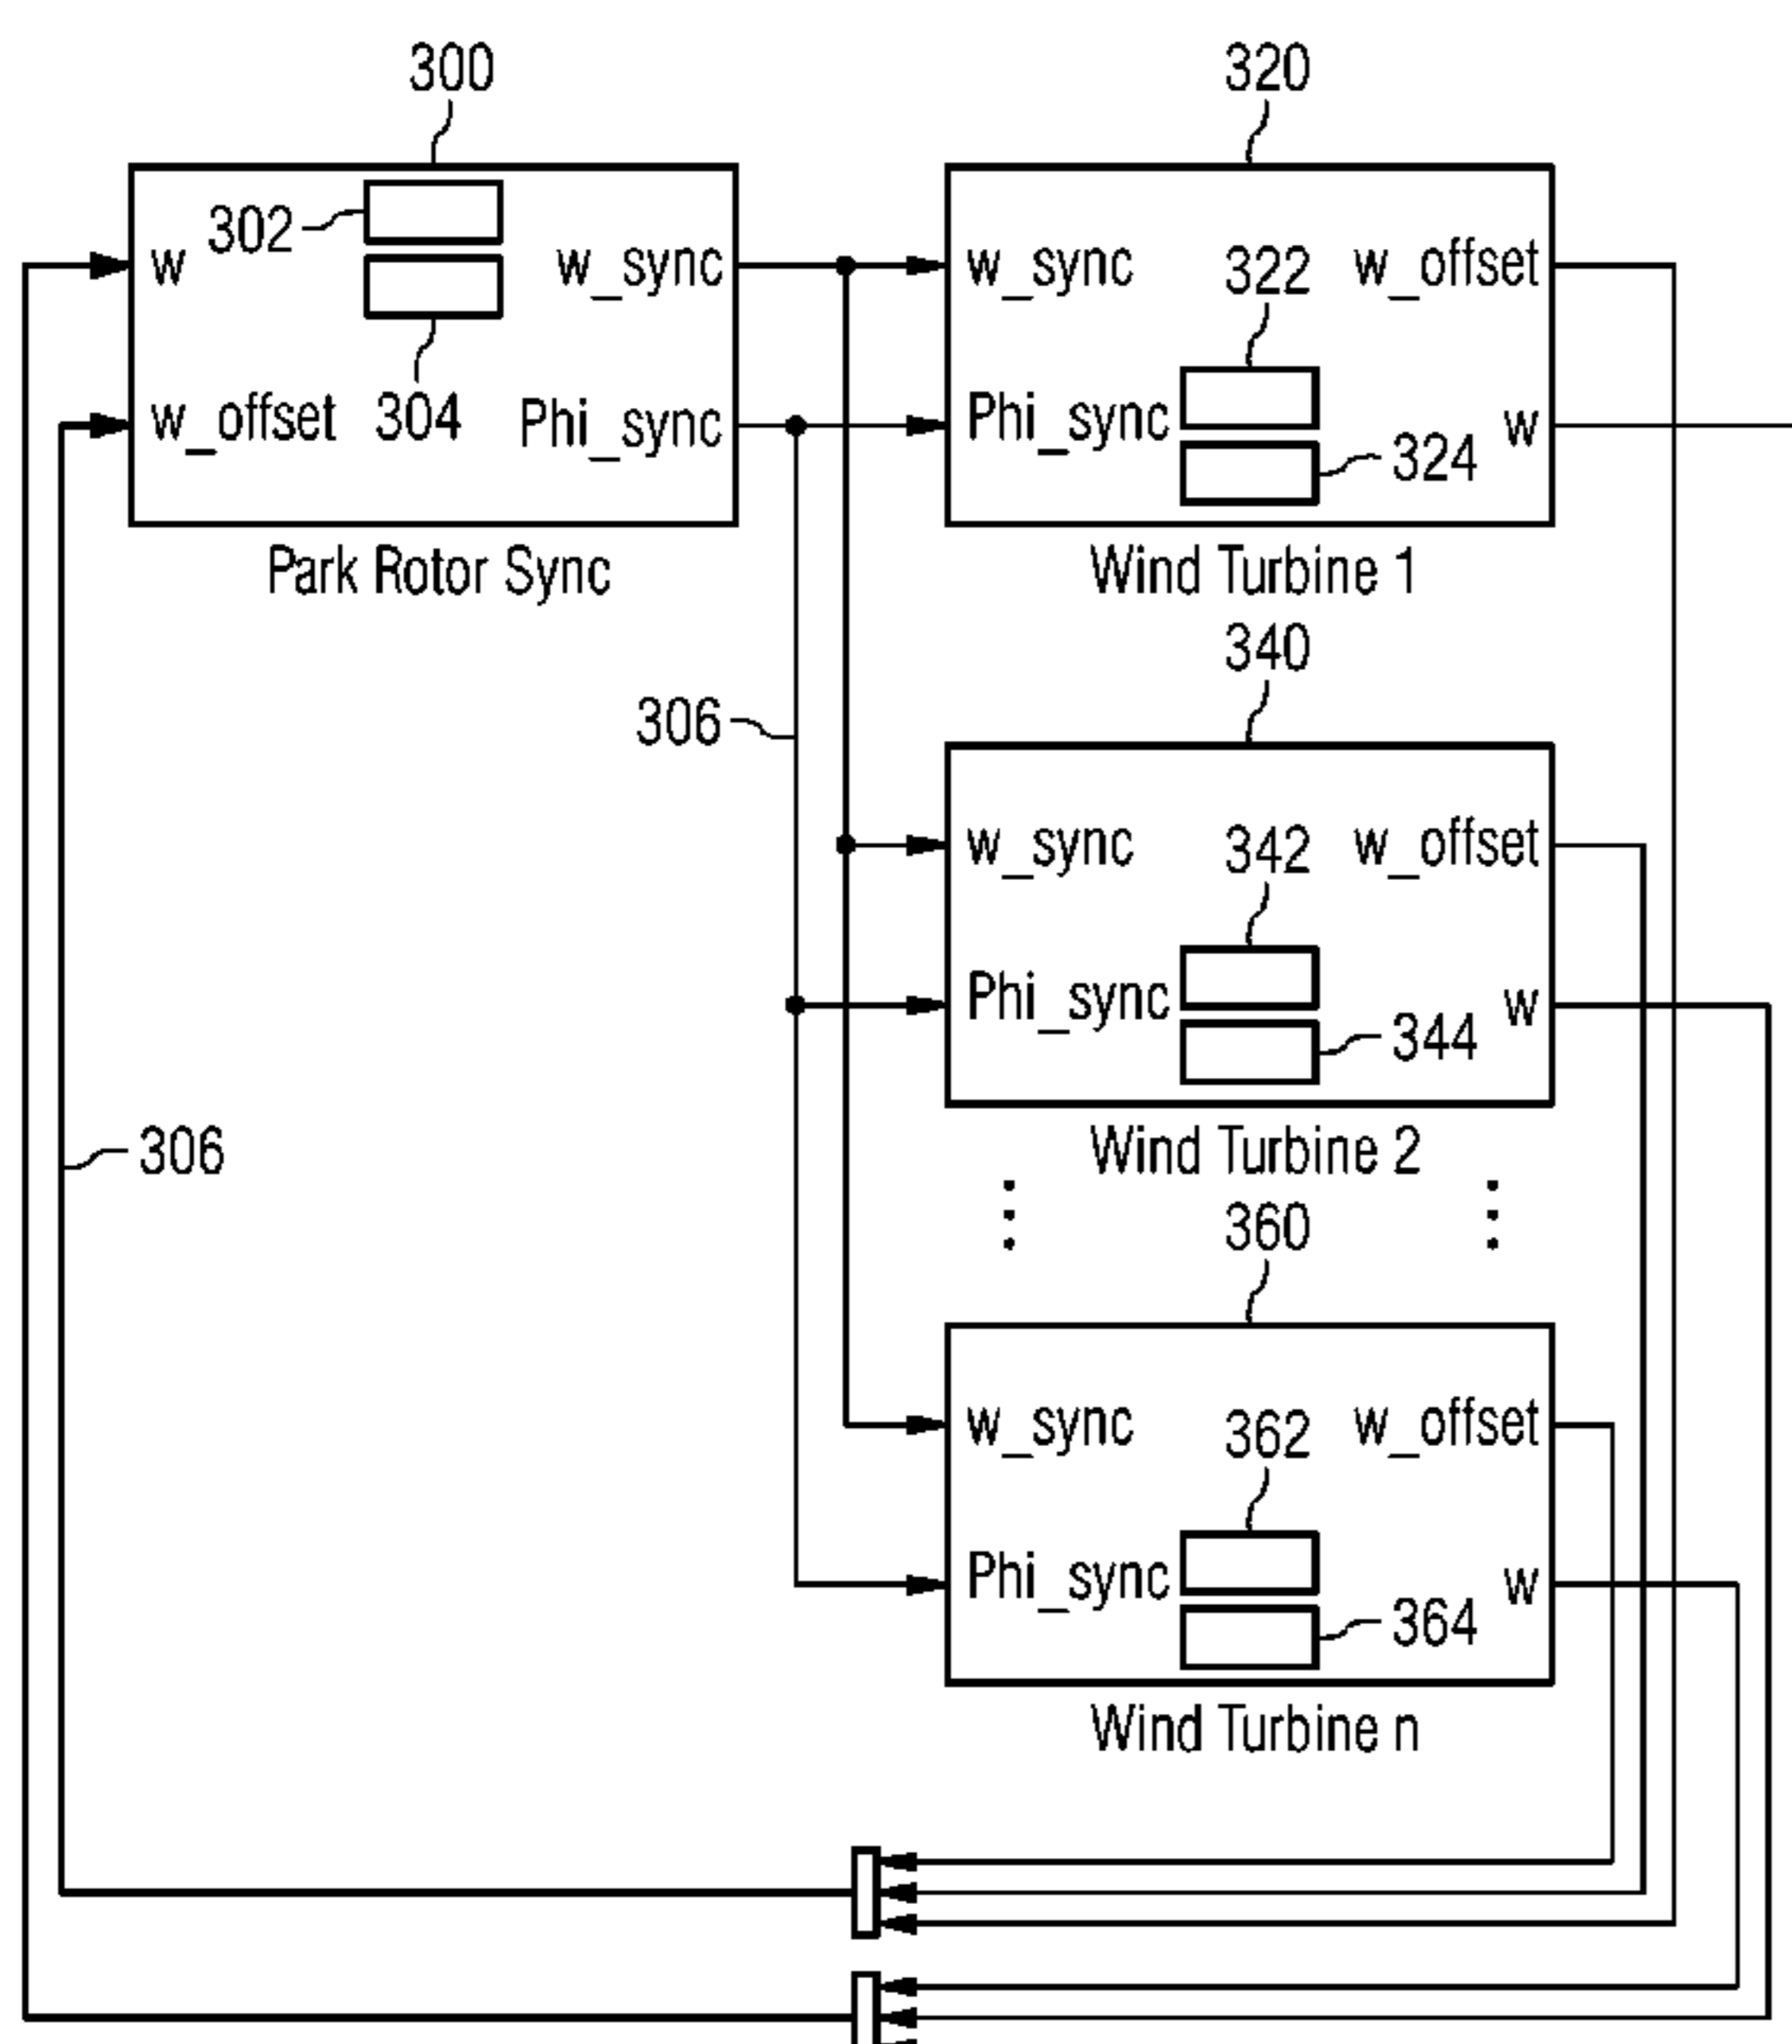 300
320
302
w
w_sync
w_offset
304
Phi_sync
Park Rotor Sync
w_sync
322
w_offset
Phi_sync
324
w
Wind Turbine 1
340
306
w_sync
342
w_offset
Phi_sync
344
w
Wind Turbine 2
306
360
w_sync
362
w_offset
Phi_sync
364
w
Wind Turbine n